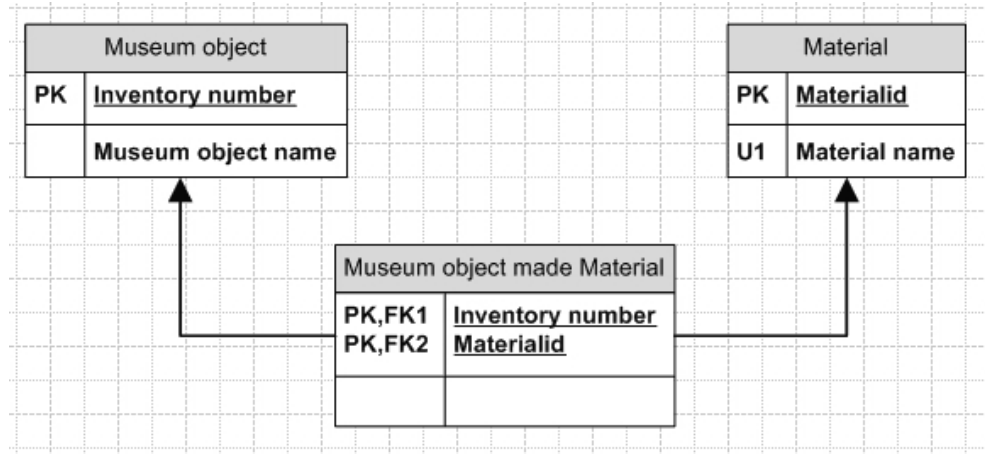 Museum object
PK Inventory number
Museum object name
Material
PK Materialid
U1 Material name
Museum object made Material
PK,FK1 Inventory number
PK,FK2 Materialid